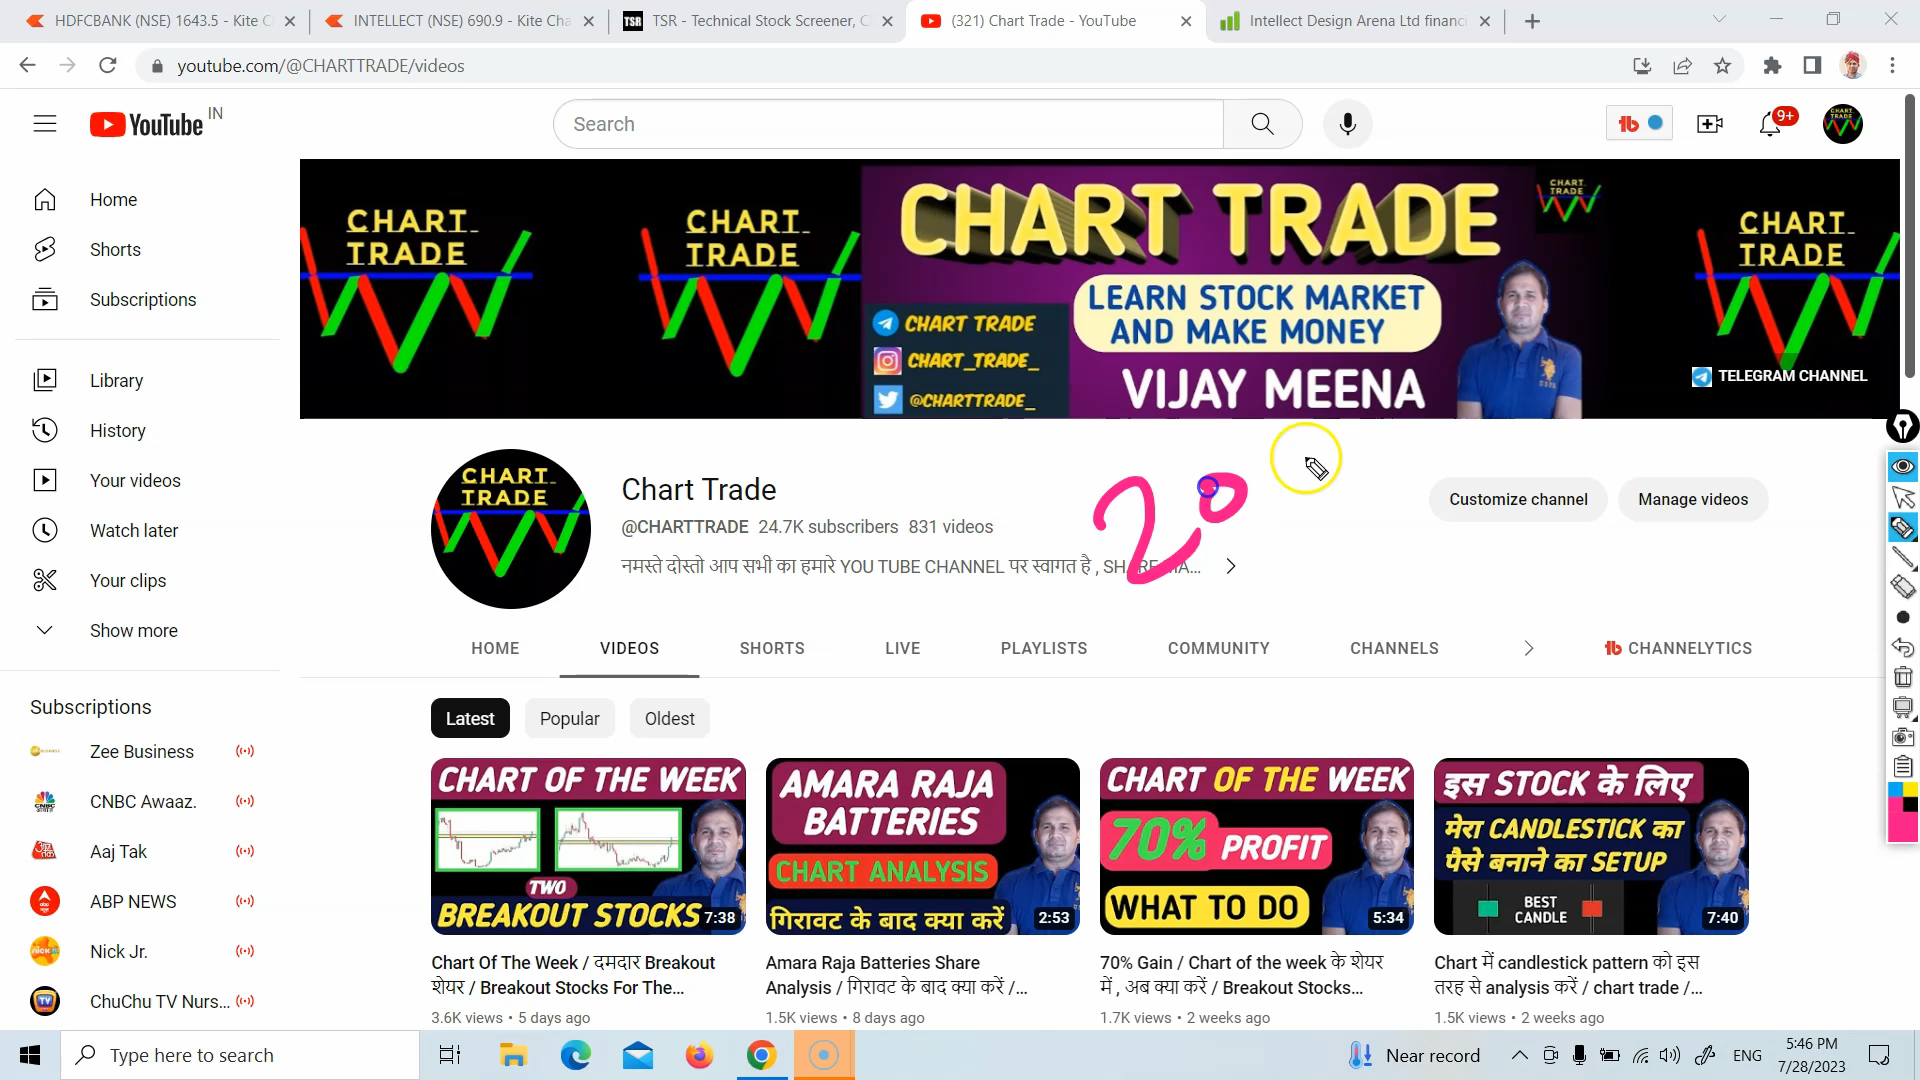 HDFCBANK (NSE) 1643.5 - Kite C
INTELLECT (NSE) 690.9 - Kite Cha
TSR TSR - Technical Stock Screener, C
(321) Chart Trade - YouTube
Intellect Design Arena Ltd financi
youtube.com/@CHARTTRADE/videos
YouTube IN
Search
9+
Home
Shorts
Subscriptions
Library
History
Your videos
Watch later
Your clips
Show more
Subscriptions
Zee Business
CNBC Awaaz.
Aaj Tak
ABP NEWS
Nick Jr.
ChuChu TV Nurs...
CHART TRADE
CHART TRADE
CHART TRADE
CHART TRADE
LEARN STOCK MARKET
AND MAKE MONEY
VIJAY MEENA
CHART TRADE
CHART_TRADE_
@CHARTTRADE_
CHART TRADE
TELEGRAM CHANNEL
CHART TRADE
Chart Trade
@CHARTTRADE 24.7K subscribers 831 videos
नमस्ते दोस्तो आप सभी का हमारे YOU TUBE CHANNEL पर स्वागत है , SHARE MA...
20
Customize channel
Manage videos
HOME VIDEOS SHORTS LIVE PLAYLISTS COMMUNITY CHANNELS CHANNELYTICS
Latest Popular Oldest
CHART OF THE WEEK
TWO
BREAKOUT STOCKS
7:38
Chart Of The Week / दमदार Breakout
शेयर / Breakout Stocks For The...
3.6K views • 5 days ago
AMARA RAJA
BATTERIES
CHART ANALYSIS
गिरावट के बाद क्या करें
2:53
Amara Raja Batteries Share
Analysis / गिरावट के बाद क्या करें /...
1.5K views • 8 days ago
CHART OF THE WEEK
70% PROFIT
WHAT TO DO
5:34
70% Gain / Chart of the week के शेयर
में , अब क्या करें / Breakout Stocks...
1.7K views • 2 weeks ago
इस STOCK के लिए
मेरा CANDLESTICK का
पैसे बनाने का SETUP
BEST
CANDLE
7:40
Chart में candlestick pattern को इस
तरह से analysis करें / chart trade /...
1.5K views • 2 weeks ago
Type here to search
Near record
ENG
5:46 PM
7/28/2023